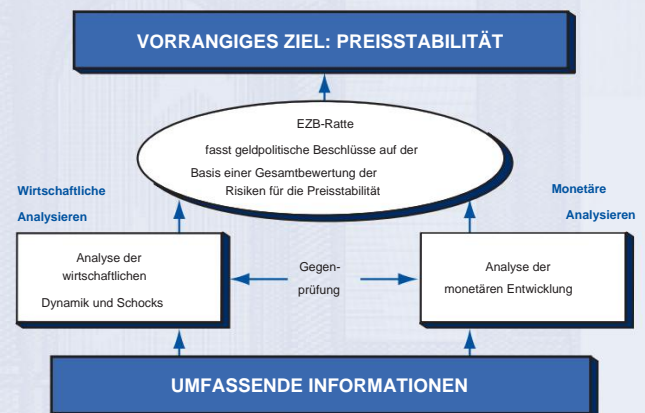 VORRANGIGES ZIEL: PREISSTABILITÄT
EZB-Ratte
fasst geldpolitische Beschlüsse auf der
Basis einer Gesamtbewertung der
Risiken für die Preisstabilität
Wirtschaftliche
Analysieren
Monetäre
Analysieren
Analyse der
wirtschaftlichen
Dynamik und Schocks
Gegen-
prüfung
Analyse der
monetären Entwicklung
UMFASSENDE INFORMATIONEN